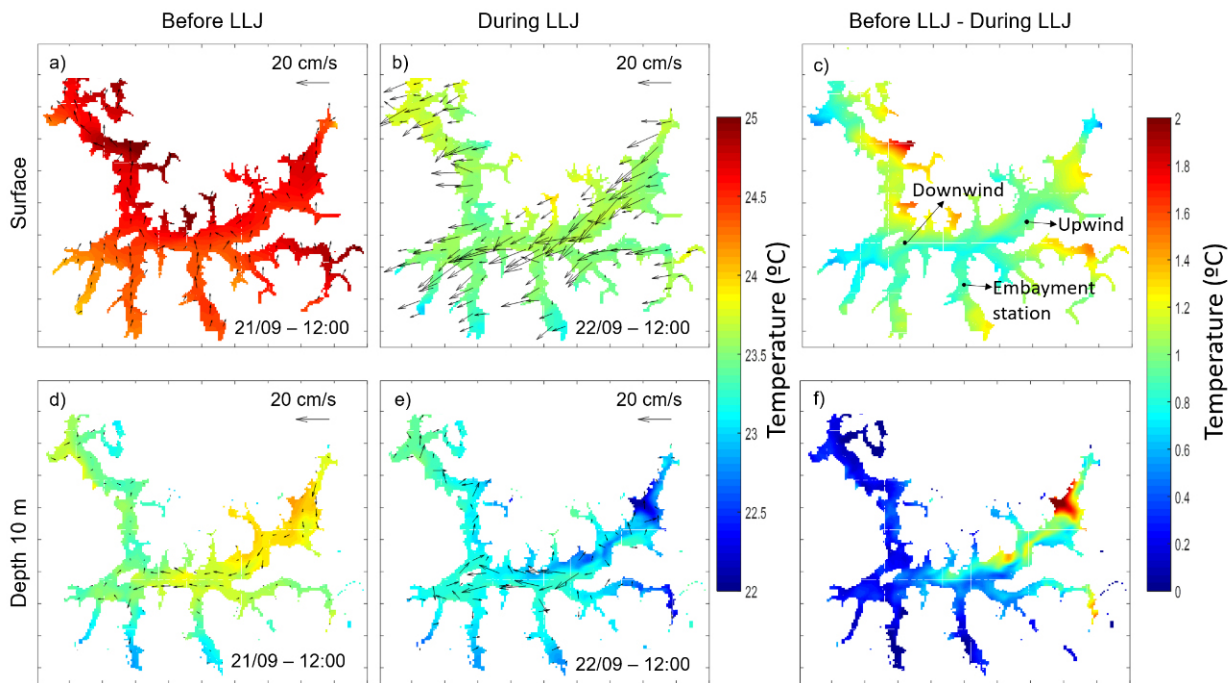 Before LLJ
During LLJ
Before LLJ - During LLJ
Surface
a)
20 cm/s
21/09 – 12:00
b)
20 cm/s
22/09 – 12:00
25
24.5
24
23.5
23
22.5
22
Temperature (ºC)
c)
Downwind
Upwind
Embayment
station
2
1.8
1.6
1.4
1.2
1
0.8
0.6
0.4
0.2
0
Temperature (ºC)
Depth 10 m
d)
20 cm/s
21/09 – 12:00
e)
20 cm/s
22/09 – 12:00
f)